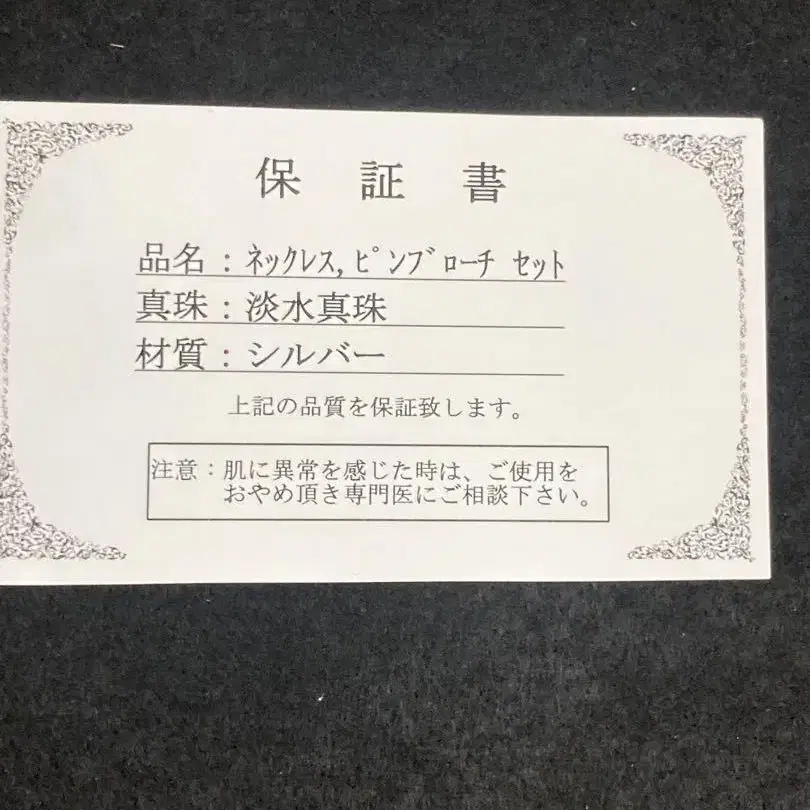 保証書
品名：ﾈｯｸﾚｽ,ﾋﾟﾝﾌﾞﾛｰﾁ ｾｯﾄ
真珠：淡水真珠
材質：シルバー
上記の品質を保証致します。
注意：肌に異常を感じた時は、ご使用を
おやめ頂き専門医にご相談下さい。